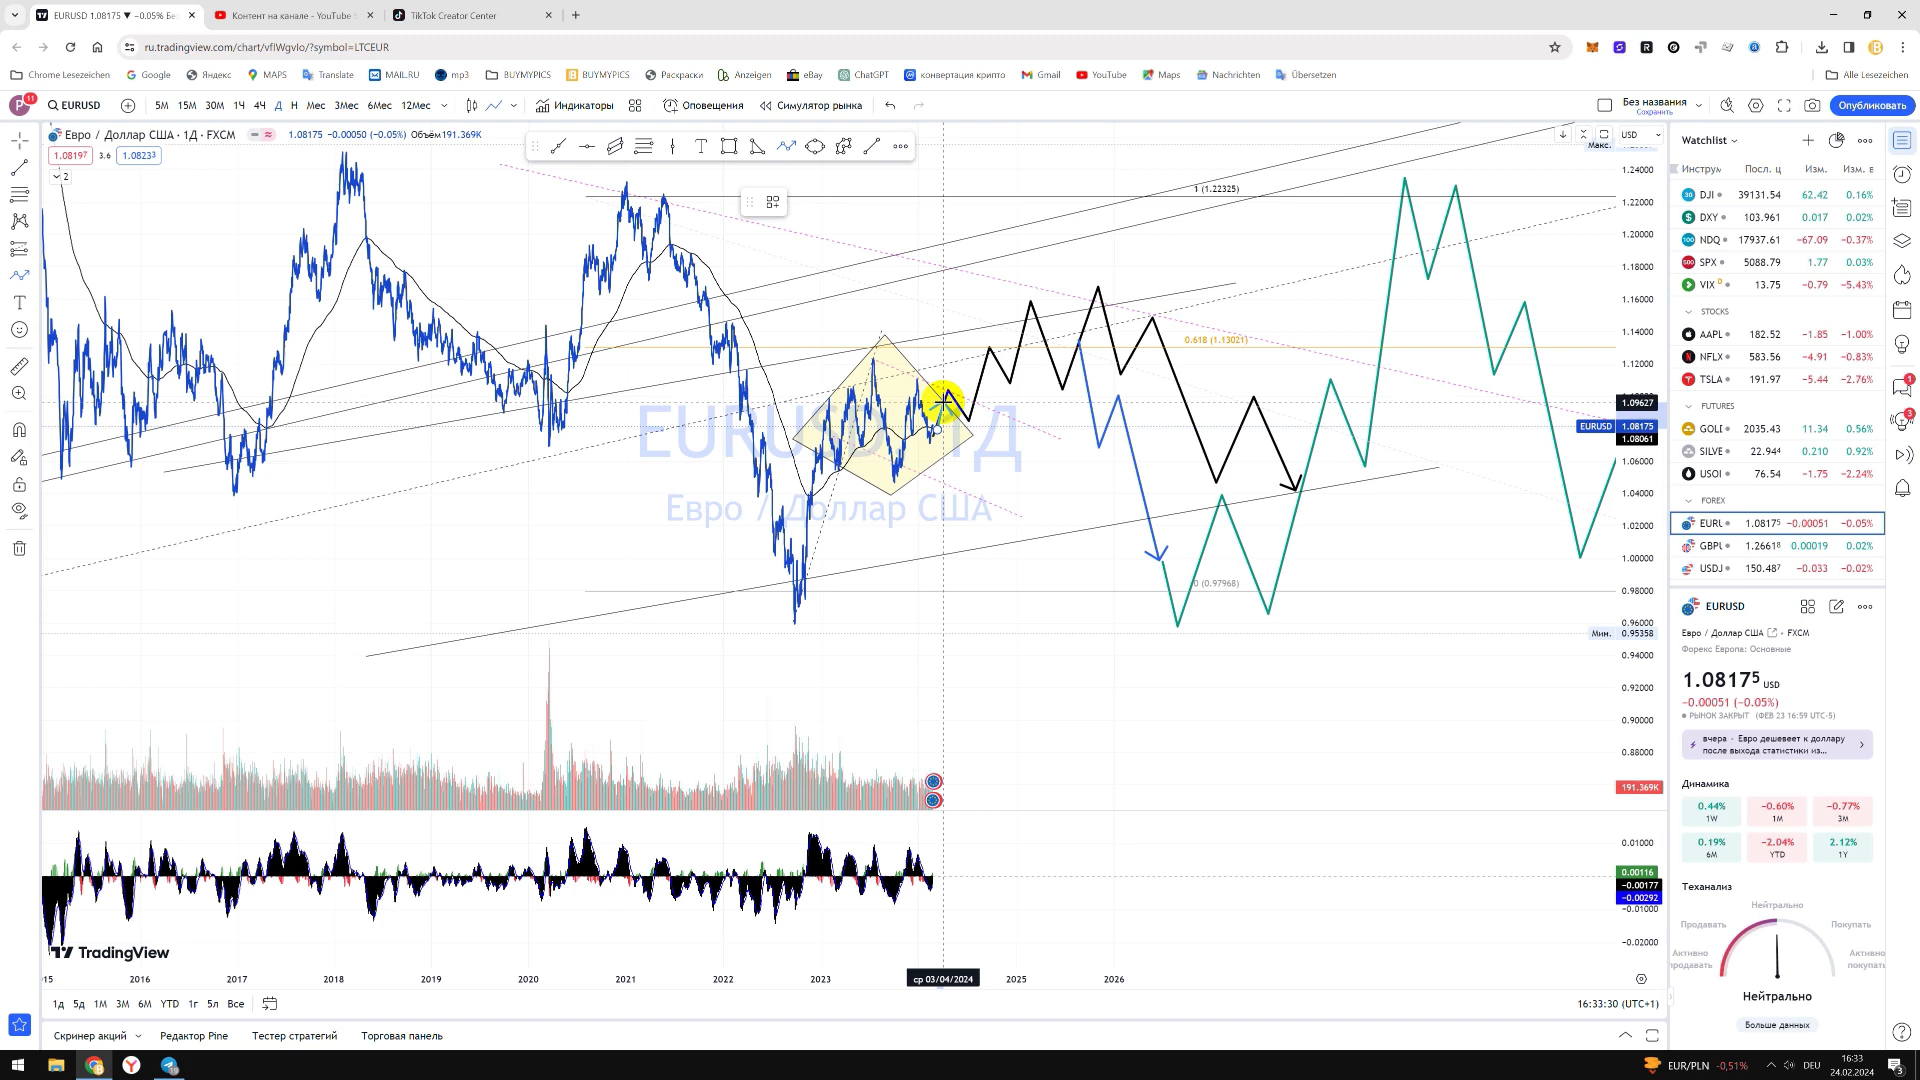 EURUSD 1.08175 ▼ −0.05% Без
Контент на канале - YouTube S
TikTok Creator Center
ru.tradingview.com/chart/vfIWgvIo/?symbol=LTCEUR
Chrome Lesezeichen
Google
Яндекс
MAPS
Translate
MAIL.RU
mp3
BUYMYPICS
BUYMYPICS
Раскраски
Anzeigen
eBay
ChatGPT
конвертация крипто
Gmail
YouTube
Maps
Nachrichten
Übersetzen
Alle Lesezeichen
P
11
EURUSD
5М 15М 30М 1Ч 4Ч Д Н Мес 3Мес 6Мес 12Мес
Индикаторы
Оповещения
Симулятор рынка
Без названия
Сохранить
Опубликовать
Евро / Доллар США · 1Д · FXCM
1.08175 −0.00050 (−0.05%) Объём 191.369K
1.08197 3.6 1.08233
2
USD
Макс.
1.24000
1.22000
1.20000
1.18000
1.16000
1.14000
1.12000
1.09627
EURUSD 1.08175
1.08061
1.06000
1.04000
1.02000
1.00000
0.98000
0.96000
Мин. 0.95358
0.94000
0.92000
0.90000
0.88000
191.369K
0.01000
0.00116
−0.00177
−0.00292
−0.01000
−0.02000
1 (1.22325)
0.618 (1.13021)
0 (0.97968)
EURUSD 1Д
Евро / Доллар США
TradingView
2016 2017 2018 2019 2020 2021 2022 2023 ср 03/04/2024 2025 2026
1д 5д 1М 3М 6М YTD 1г 5л Все
16:33:30 (UTC+1)
Скринер акций
Редактор Pine
Тестер стратегий
Торговая панель
Watchlist
Инструм Посл. ц Изм. Изм. в
DJI 39131.54 62.42 0.16%
DXY 103.961 0.017 0.02%
NDQ 17937.61 −67.09 −0.37%
SPX 5088.79 1.77 0.03%
VIX D 13.75 −0.79 −5.43%
STOCKS
AAPL 182.52 −1.85 −1.00%
NFLX 583.56 −4.91 −0.83%
TSLA 191.97 −5.44 −2.76%
FUTURES
GOLI 2035.43 11.34 0.56%
SILVE 22.944 0.210 0.92%
USOI 76.54 −1.75 −2.24%
FOREX
EURU 1.08175 −0.00051 −0.05%
GBPU 1.26618 0.00019 0.02%
USDJ 150.487 −0.033 −0.02%
EURUSD
Евро / Доллар США · FXCM
Форекс Европа: Основные
1.08175 USD
−0.00051 (−0.05%)
РЫНОК ЗАКРЫТ (ФЕВ 23 16:59 UTC-5)
вчера · Евро дешевеет к доллару
после выхода статистики из...
Динамика
0.44% −0.60% −0.77%
1W 1M 3M
0.19% −2.04% 2.12%
6M YTD 1Y
Теханализ
Нейтрально
Продавать Покупать
Активно Активно
продавать покупать
Нейтрально
Больше данных
1
3
EUR/PLN -0,51%
DEU
16:33
24.02.2024
3